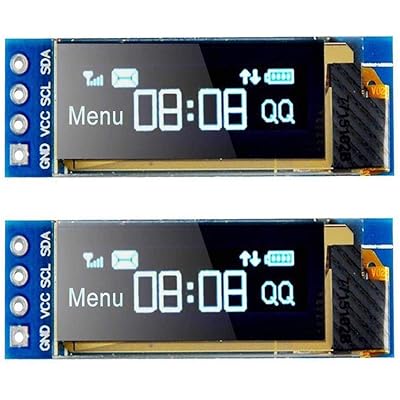 SDA
SCL
VCC
GND
Menu 08:08 QQ
SDA
SCL
VCC
GND
Menu 08:08 QQ